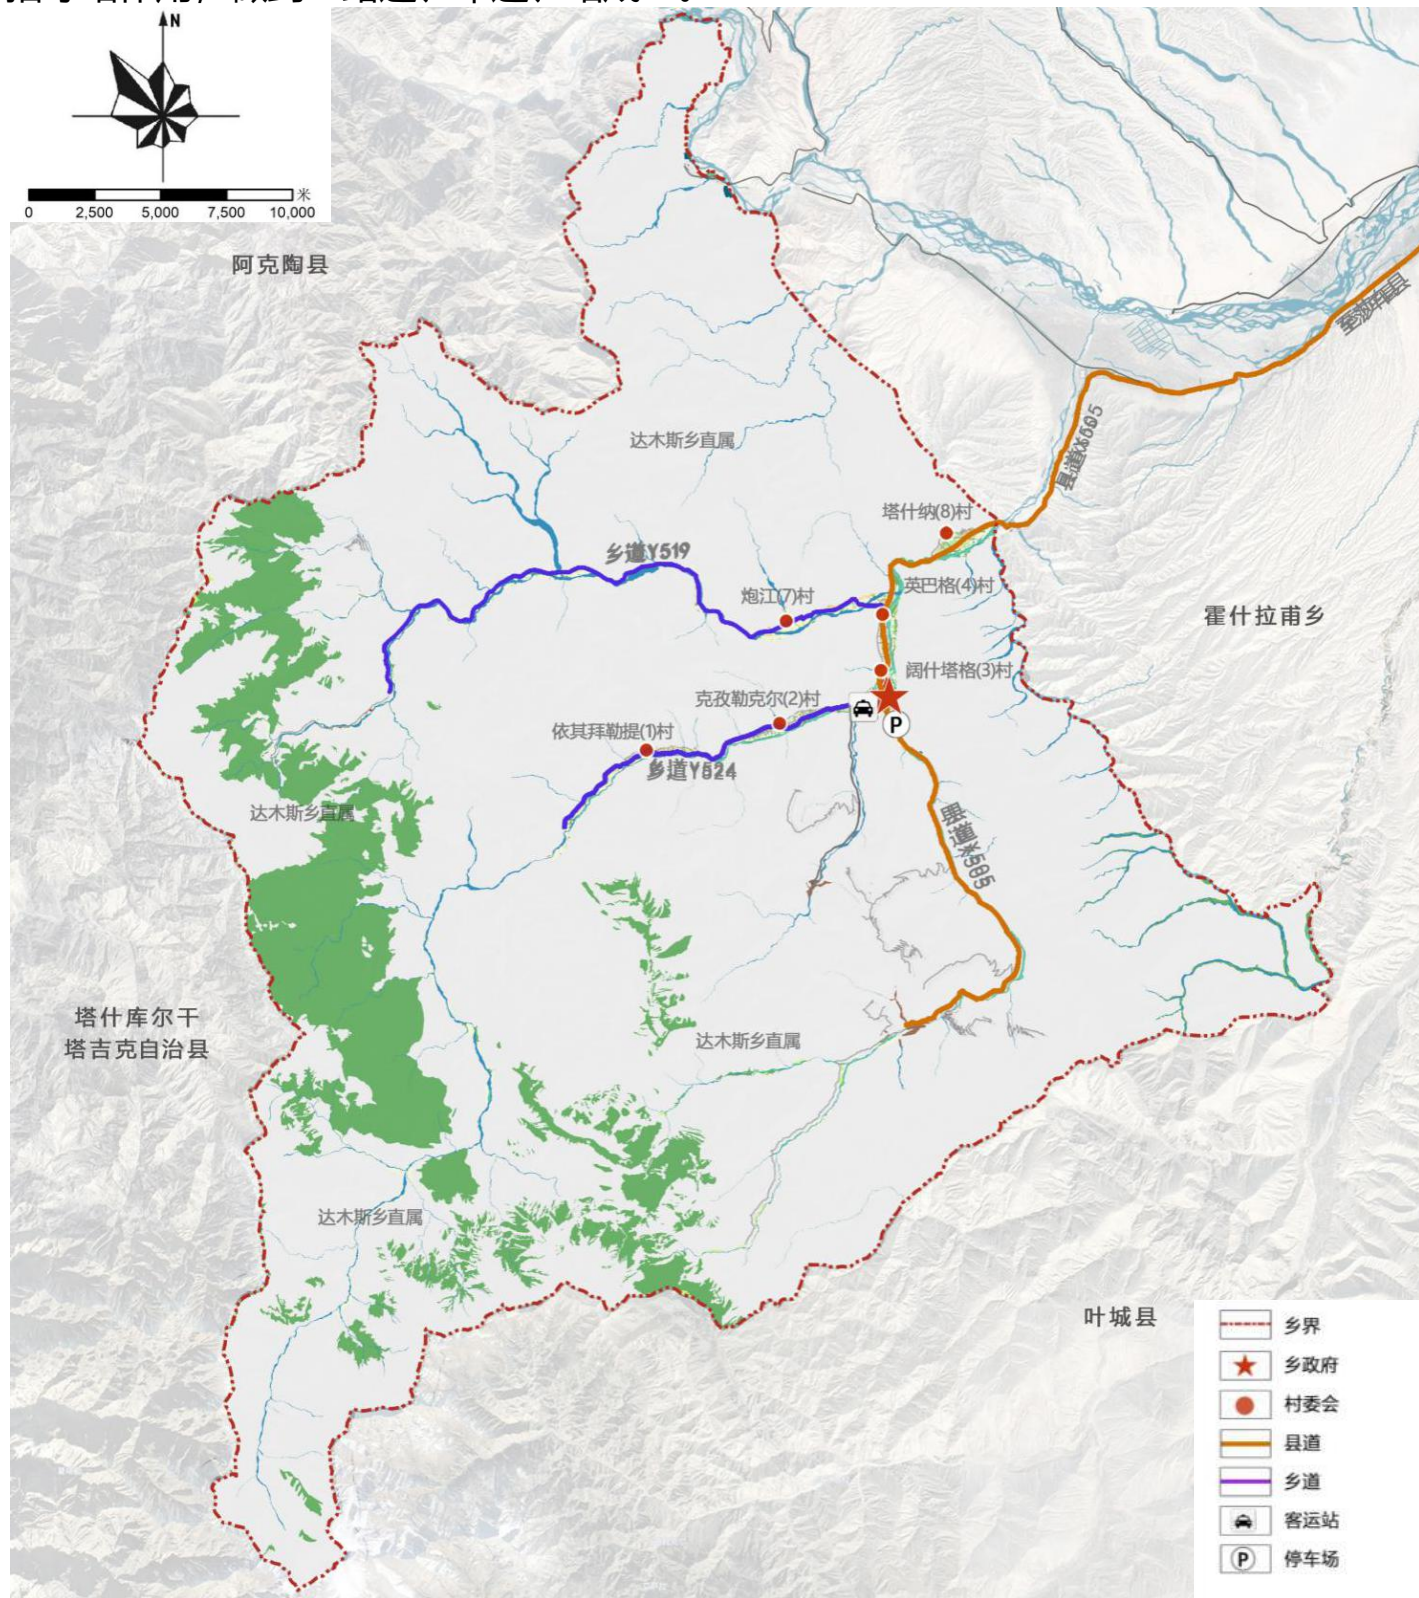 N
米
0 2,500 5,000 7,500 10,000
阿克陶县
至莎车县
达木斯乡直属
县道X505
塔什纳(8)村
乡道Y519
英巴格(4)村
炮江(7)村
霍什拉甫乡
阔什塔格(3)村
克孜勒克尔(2)村
依其拜勒提(1)村
P
乡道Y524
达木斯乡直属
县道X505
塔什库尔干
塔吉克自治县
达木斯乡直属
达木斯乡直属
叶城县
乡界
乡政府
村委会
县道
乡道
客运站
P 停车场